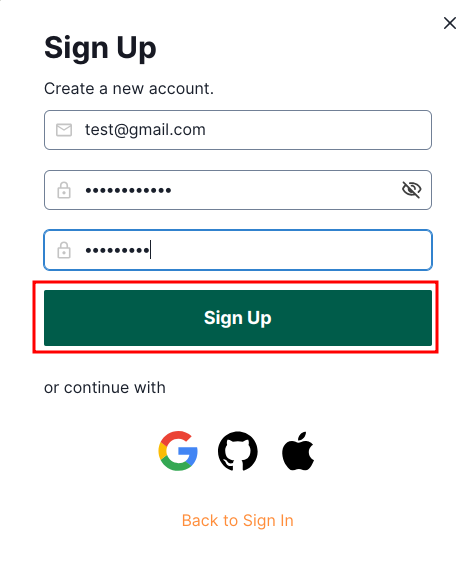 Sign Up
Create a new account.
test@gmail.com
••••••••••••
•••••••••
Sign Up
or continue with
Back to Sign In